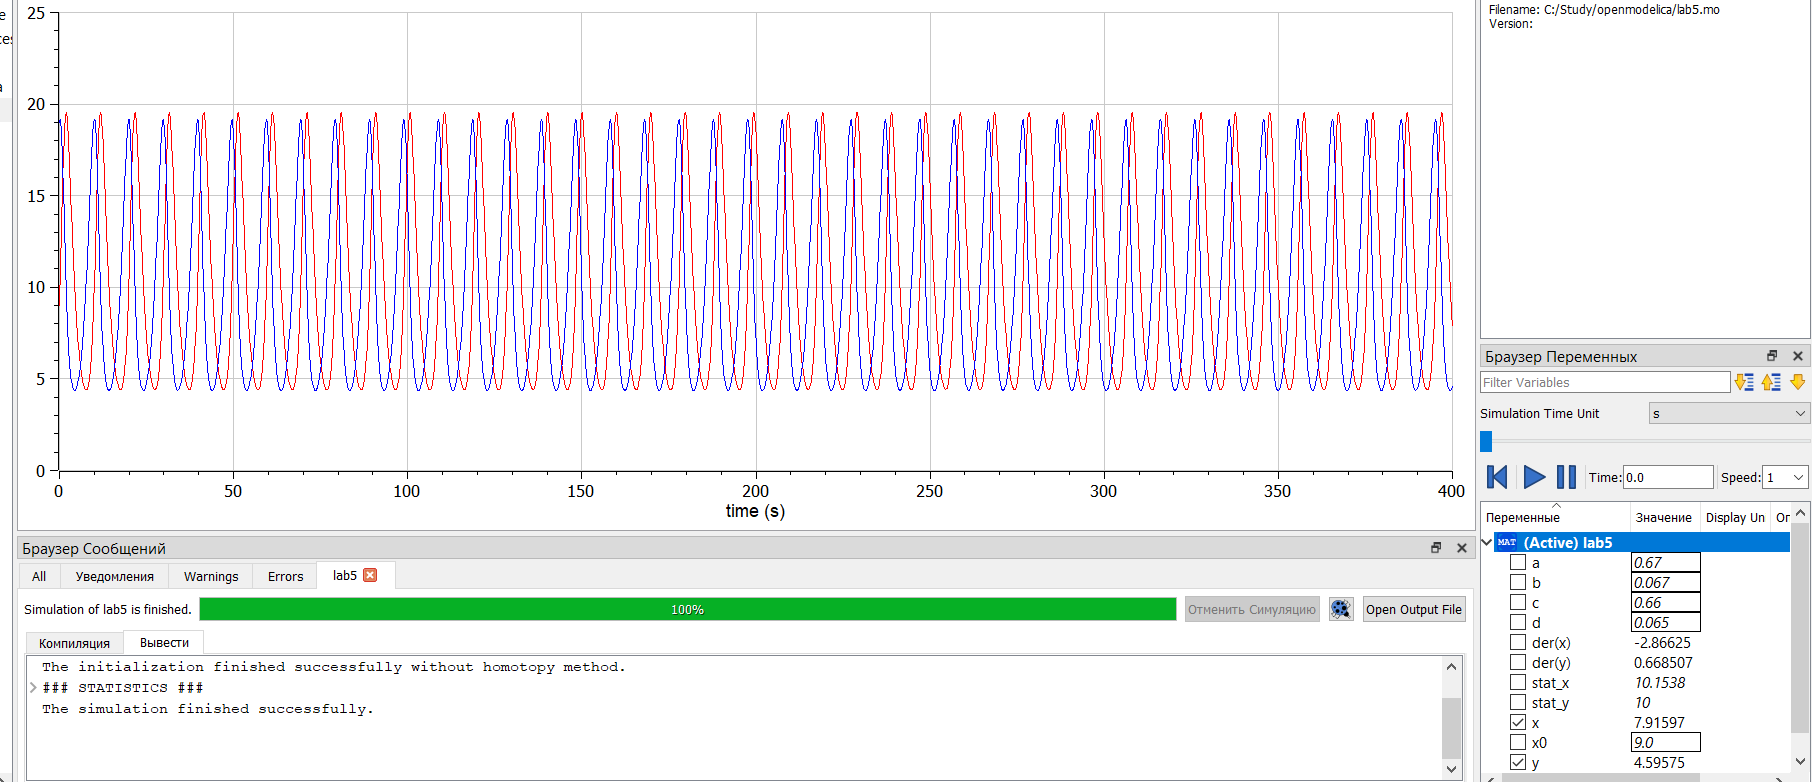 e
ces
a
25
20
15
10
5
0
0 50 100 150 200 250 300 350 400
time (s)
Filename: C:/Study/openmodelica/lab5.mo
Version:
Браузер Переменных
Filter Variables
Simulation Time Unit s
Time: 0.0 Speed: 1
Переменные Значение Display Un Or
MAT (Active) lab5
a 0.67
b 0.067
c 0.66
d 0.065
der(x) -2.86625
der(y) 0.668507
stat_x 10.1538
stat_y 10
x 7.91597
x0 9.0
y 4.59575
Браузер Сообщений
All Уведомления Warnings Errors lab5
Simulation of lab5 is finished. 100% Отменить Симуляцию Open Output File
Компиляция Вывести
The initialization finished successfully without homotopy method.
### STATISTICS ###
The simulation finished successfully.